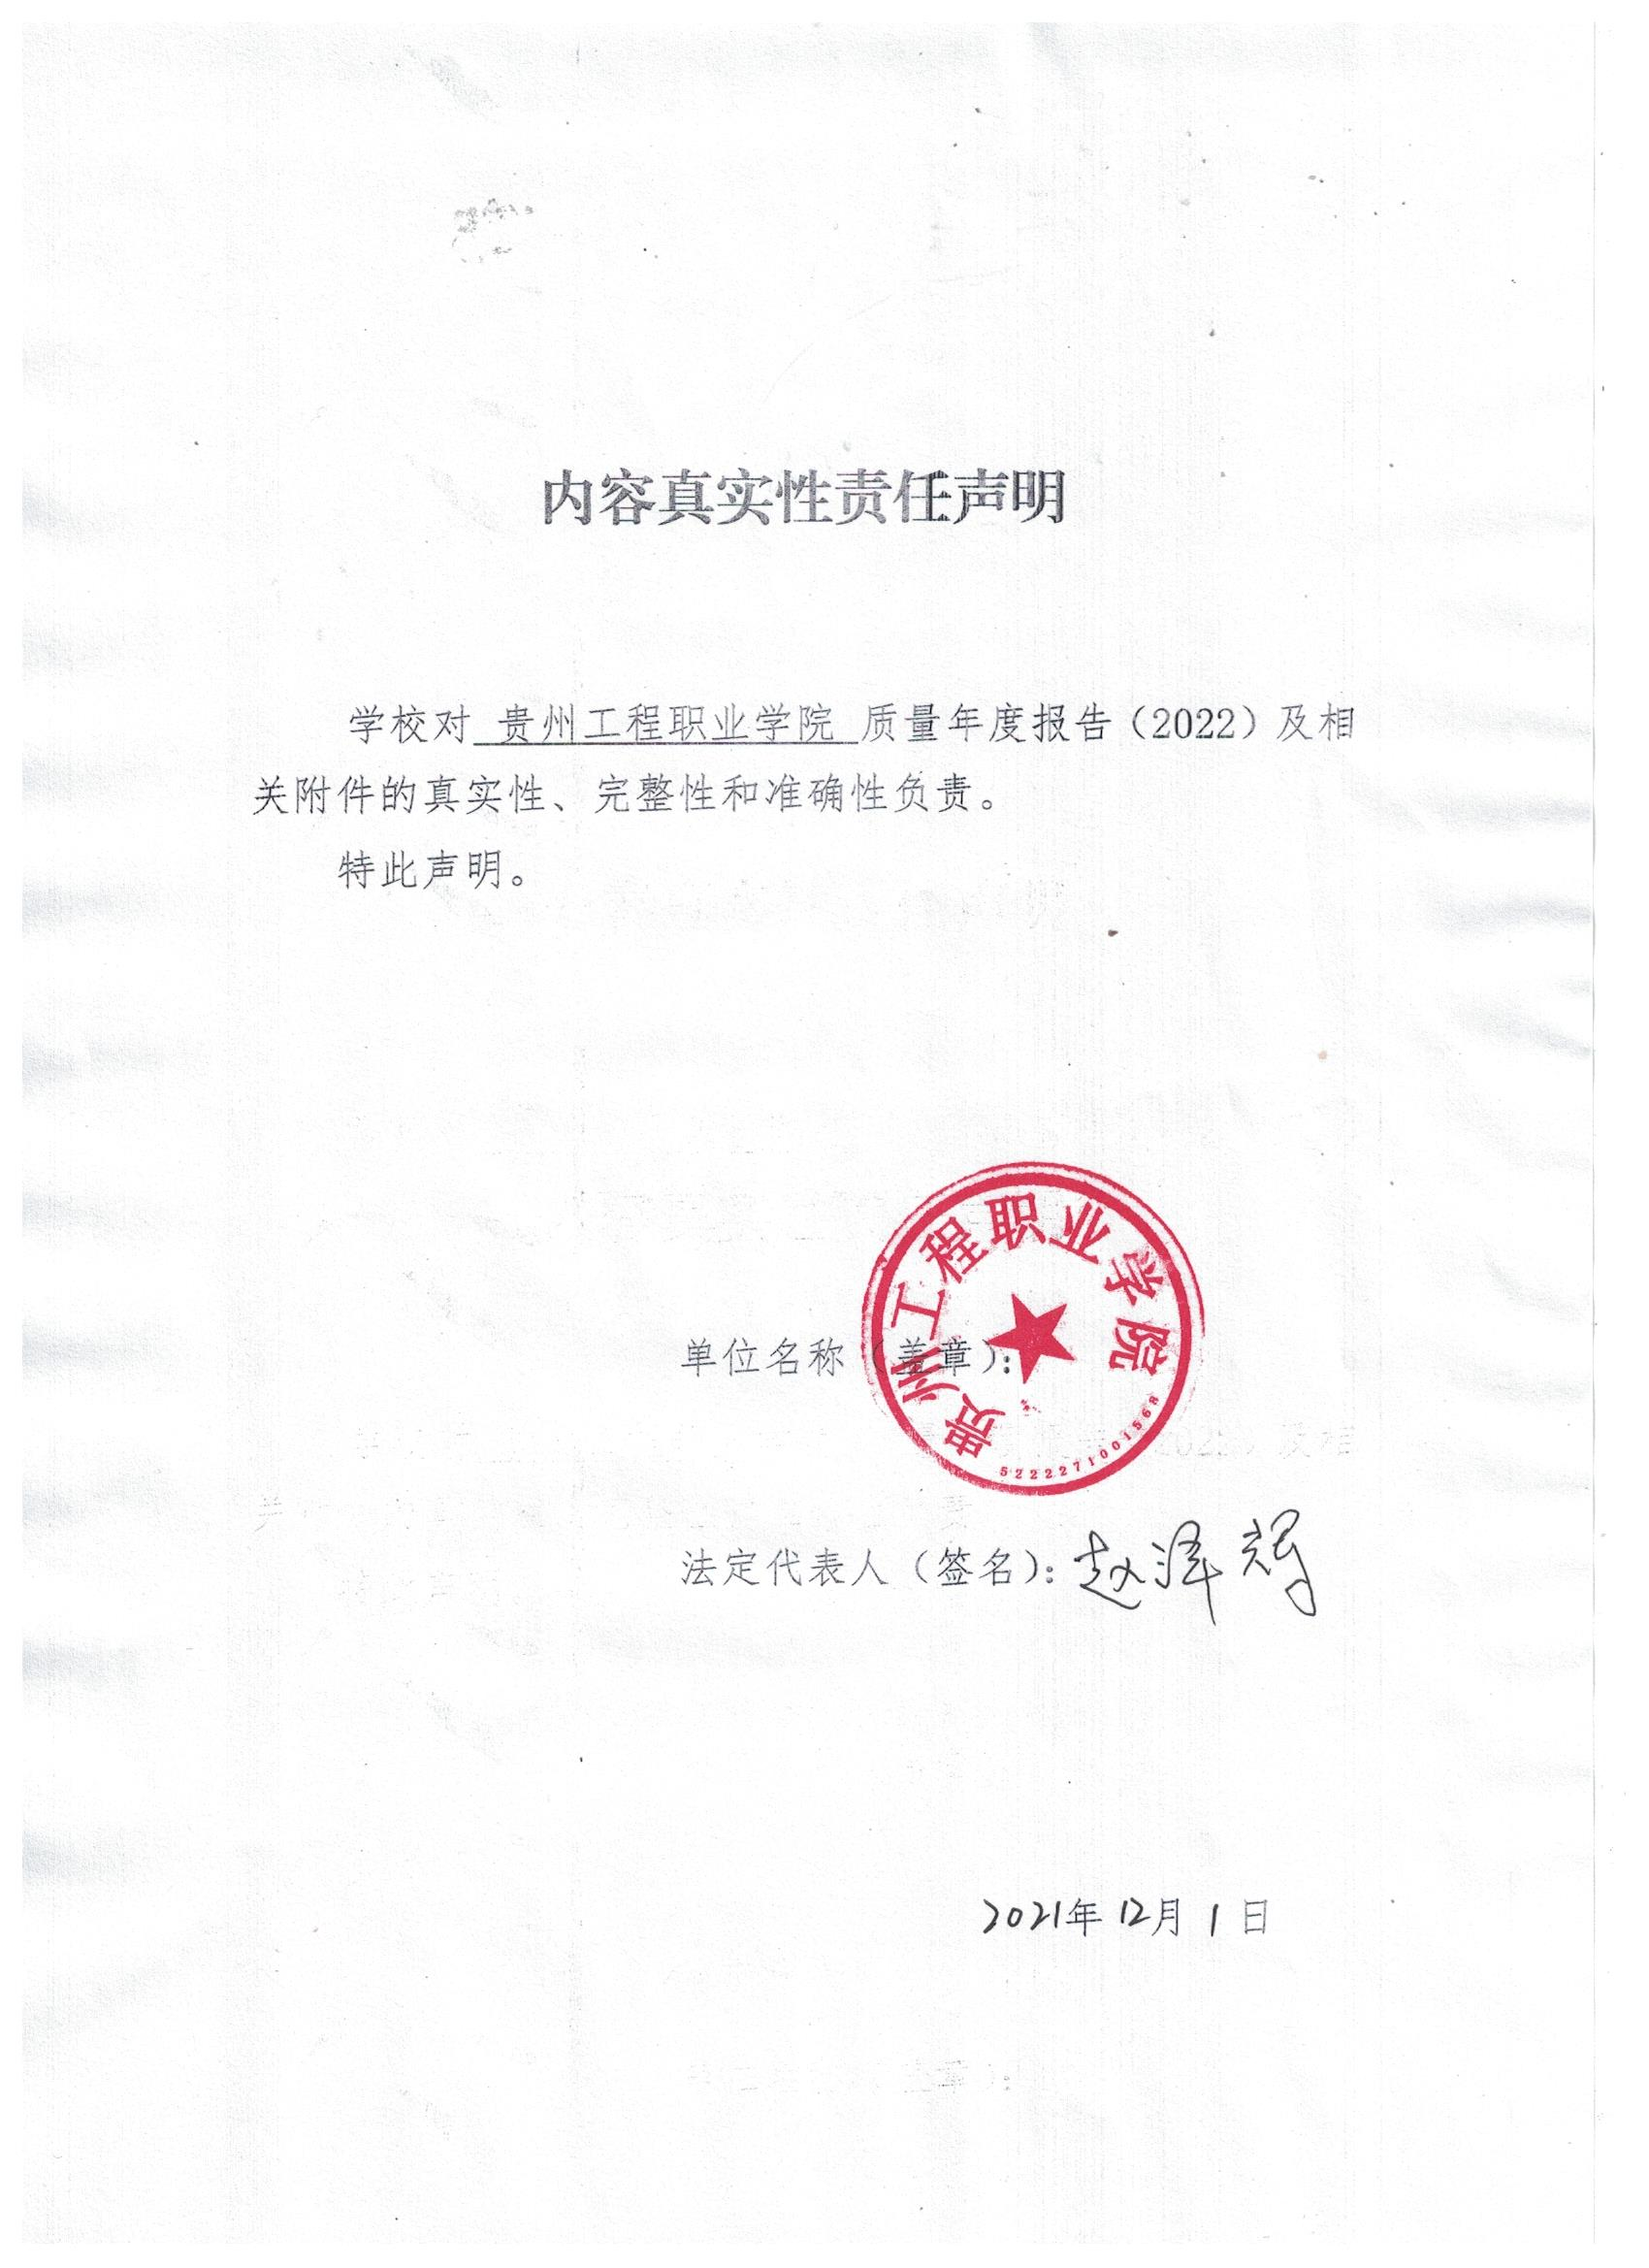 内容真实性责任声明
学校对 贵州工程职业学院 质量年度报告（2022）及相
关附件的真实性、完整性和准确性负责。
特此声明。
贵州工程职业学院
单位名称（盖章）：
5222271001568
法定代表人（签名）：赵泽辉
2021年12月1日